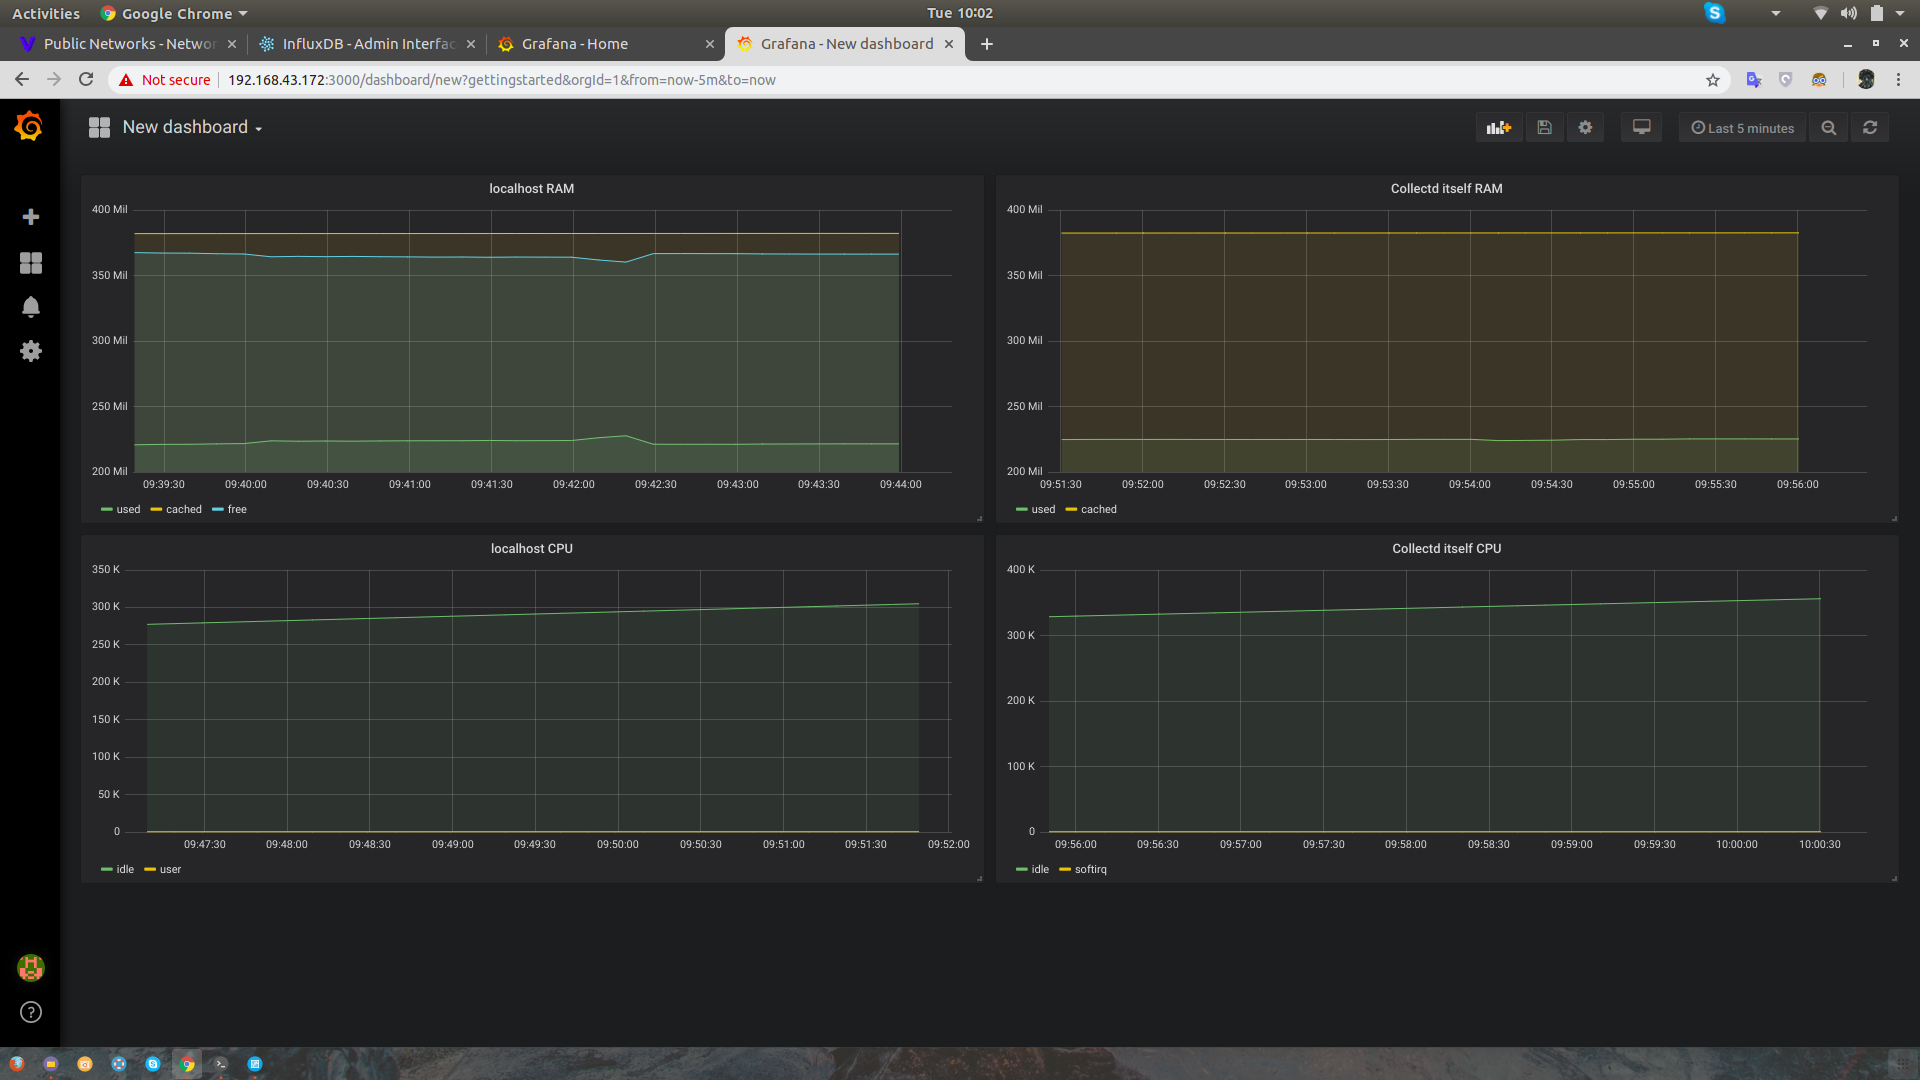 Activities Google Chrome Tue 10:02
Public Networks - Networ InfluxDB - Admin Interfac Grafana - Home Grafana - New dashboard
Not secure 192.168.43.172:3000/dashboard/new?gettingstarted&orgId=1&from=now-5m&to=now
New dashboard Last 5 minutes
localhost RAM
400 Mil
350 Mil
300 Mil
250 Mil
200 Mil
09:39:30 09:40:00 09:40:30 09:41:00 09:41:30 09:42:00 09:42:30 09:43:00 09:43:30 09:44:00
used cached free
Collectd itself RAM
400 Mil
350 Mil
300 Mil
250 Mil
200 Mil
09:51:30 09:52:00 09:52:30 09:53:00 09:53:30 09:54:00 09:54:30 09:55:00 09:55:30 09:56:00
used cached
localhost CPU
350 K
300 K
250 K
200 K
150 K
100 K
50 K
0
09:47:30 09:48:00 09:48:30 09:49:00 09:49:30 09:50:00 09:50:30 09:51:00 09:51:30 09:52:00
idle user
Collectd itself CPU
400 K
300 K
200 K
100 K
0
09:56:00 09:56:30 09:57:00 09:57:30 09:58:00 09:58:30 09:59:00 09:59:30 10:00:00 10:00:30
idle softirq